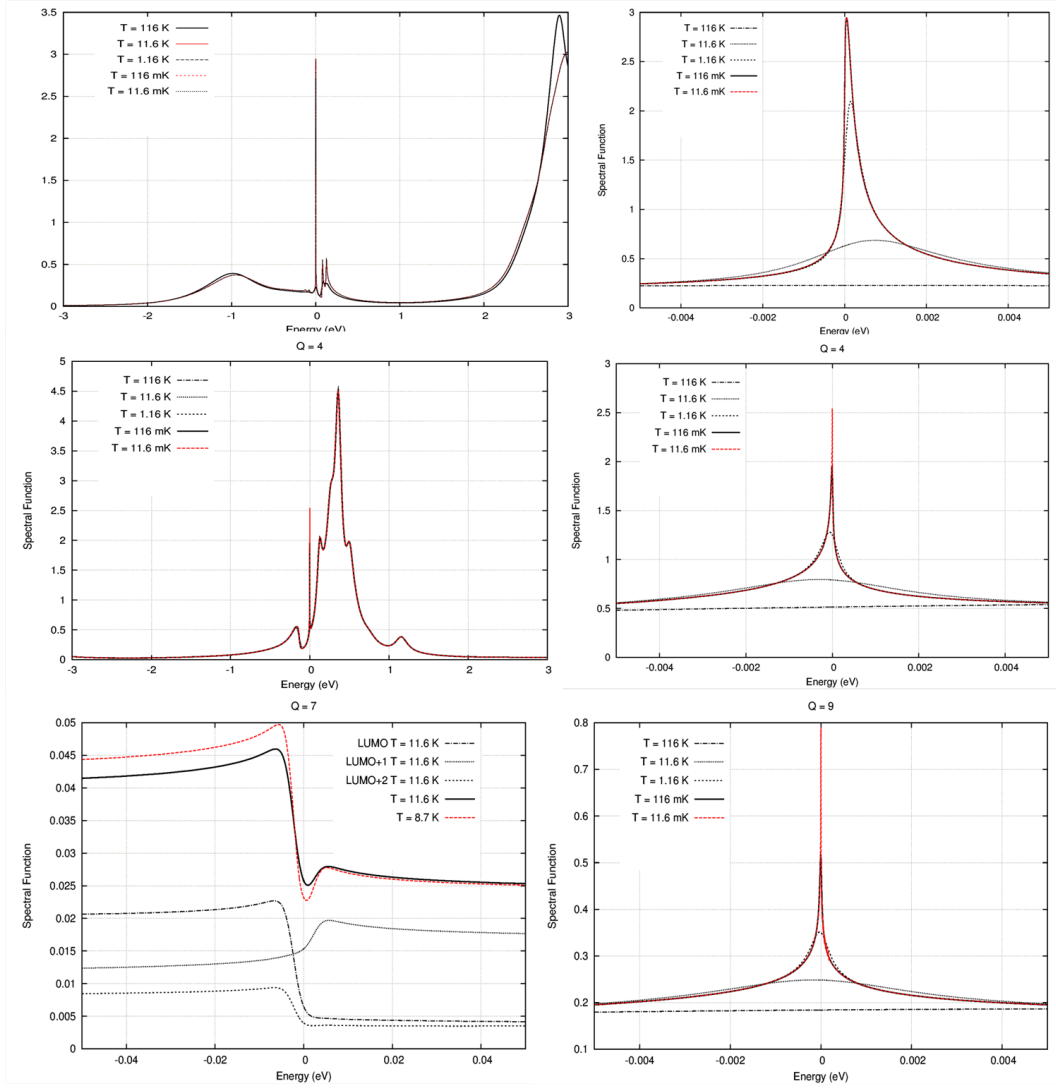 T = 116 K
T = 11.6 K
T = 1.16 K
T = 116 mK
T = 11.6 mK
3.5
3
2.5
2
1.5
1
0.5
0
-3
-2
-1
0
1
2
3
Energy (eV)
T = 116 K
T = 11.6 K
T = 1.16 K
T = 116 mK
T = 11.6 mK
Spectral Function
3
2.5
2
1.5
1
0.5
0
-0.004
-0.002
0
0.002
0.004
Energy (eV)
Q = 4
T = 116 K
T = 11.6 K
T = 1.16 K
T = 116 mK
T = 11.6 mK
Spectral Function
5
4.5
4
3.5
3
2.5
2
1.5
1
0.5
0
-3
-2
-1
0
1
2
3
Energy (eV)
Q = 4
T = 116 K
T = 11.6 K
T = 1.16 K
T = 116 mK
T = 11.6 mK
Spectral Function
3
2.5
2
1.5
1
0.5
0
-0.004
-0.002
0
0.002
0.004
Energy (eV)
Q = 7
LUMO T = 11.6 K
LUMO+1 T = 11.6 K
LUMO+2 T = 11.6 K
T = 11.6 K
T = 8.7 K
Spectral Function
0.05
0.045
0.04
0.035
0.03
0.025
0.02
0.015
0.01
0.005
0
-0.04
-0.02
0
0.02
0.04
Energy (eV)
Q = 9
T = 116 K
T = 11.6 K
T = 1.16 K
T = 116 mK
T = 11.6 mK
Spectral Function
0.8
0.7
0.6
0.5
0.4
0.3
0.2
0.1
-0.004
-0.002
0
0.002
0.004
Energy (eV)